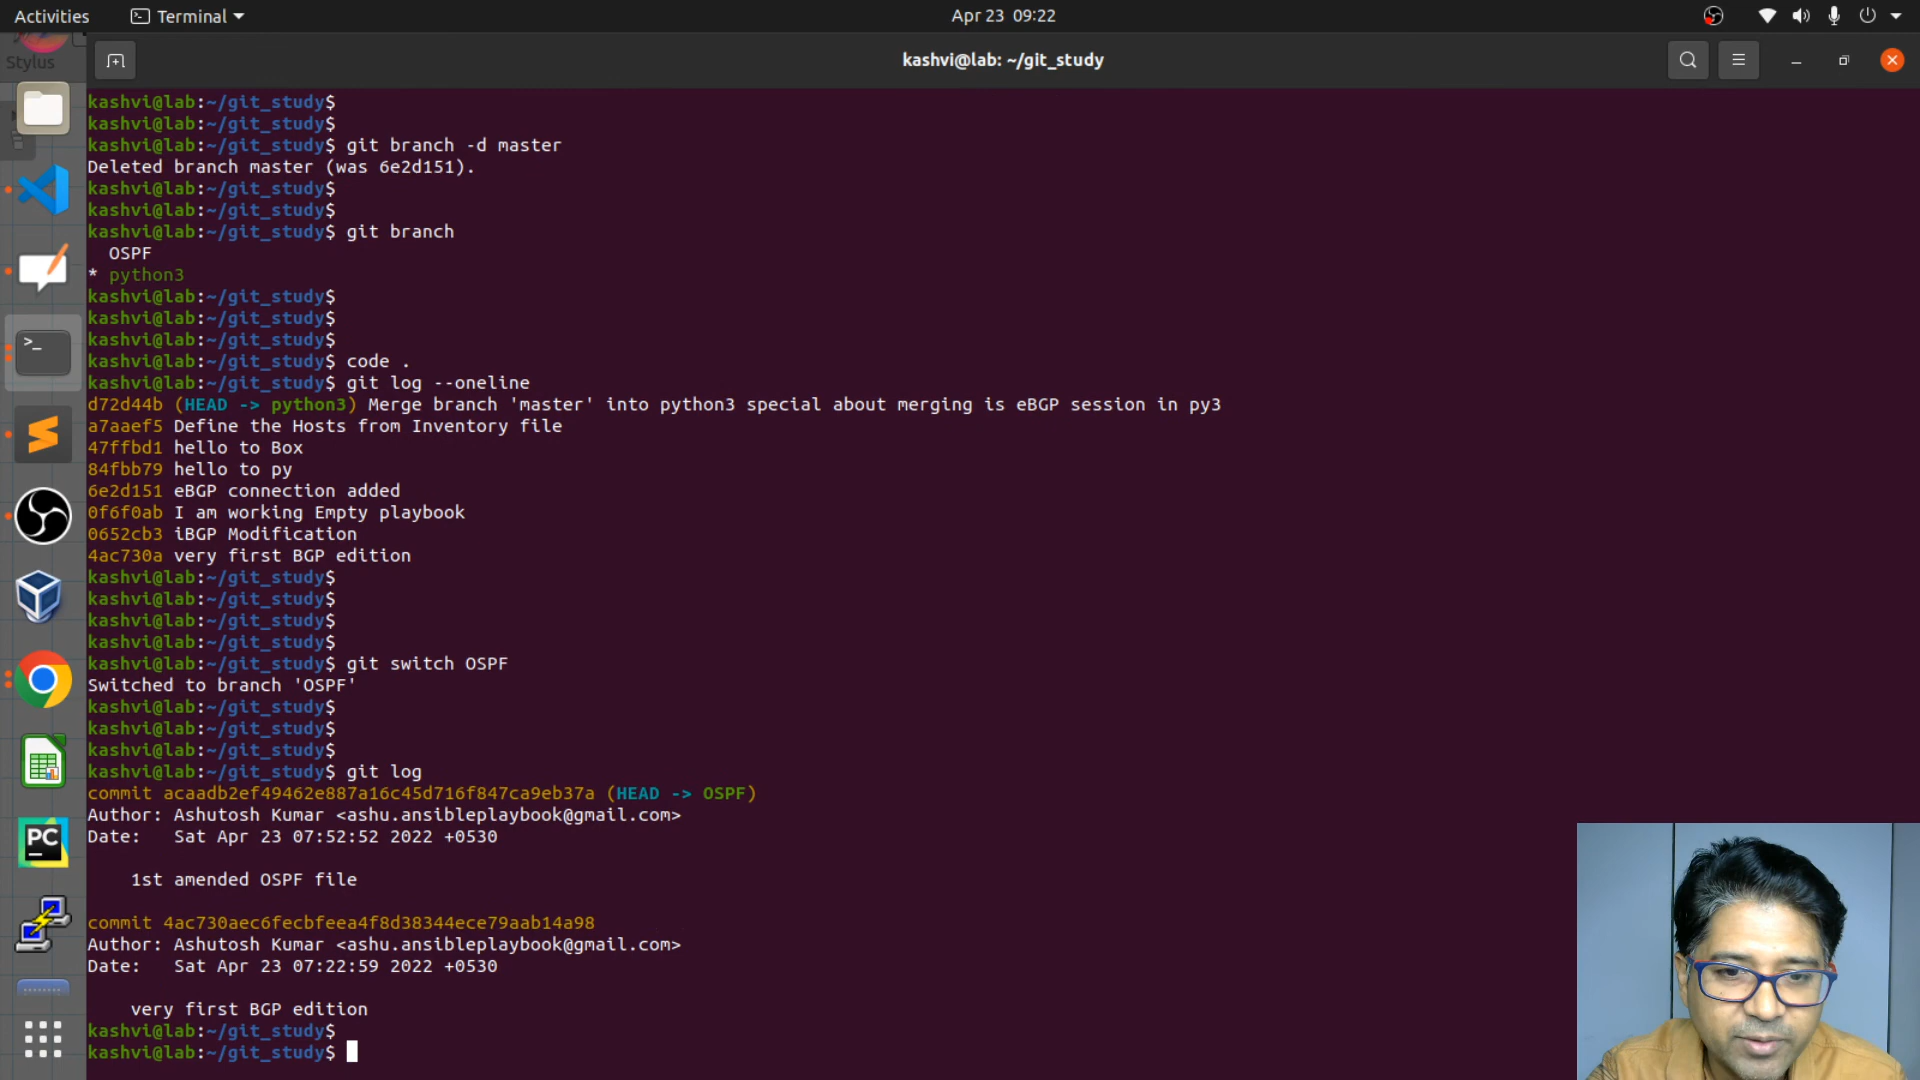 Activities
Terminal
Apr 23 09:22
Stylus
kashvi@lab: ~/git_study
kashvi@lab:~/git_study$
kashvi@lab:~/git_study$
kashvi@lab:~/git_study$ git branch -d master
Deleted branch master (was 6e2d151).
kashvi@lab:~/git_study$
kashvi@lab:~/git_study$
kashvi@lab:~/git_study$ git branch
OSPF
* python3
kashvi@lab:~/git_study$
kashvi@lab:~/git_study$
kashvi@lab:~/git_study$
kashvi@lab:~/git_study$ code .
kashvi@lab:~/git_study$ git log --oneline
d72d44b (HEAD -> python3) Merge branch 'master' into python3 special about merging is eBGP session in py3
a7aaef5 Define the Hosts from Inventory file
47ffbd1 hello to Box
84fbb79 hello to py
6e2d151 eBGP connection added
0f6f0ab I am working Empty playbook
0652cb3 iBGP Modification
4ac730a very first BGP edition
kashvi@lab:~/git_study$
kashvi@lab:~/git_study$
kashvi@lab:~/git_study$
kashvi@lab:~/git_study$
kashvi@lab:~/git_study$ git switch OSPF
Switched to branch 'OSPF'
kashvi@lab:~/git_study$
kashvi@lab:~/git_study$
kashvi@lab:~/git_study$
kashvi@lab:~/git_study$ git log
commit acaadb2ef49462e887a16c45d716f847ca9eb37a (HEAD -> OSPF)
Author: Ashutosh Kumar <ashu.ansibleplaybook@gmail.com>
Date:   Sat Apr 23 07:52:52 2022 +0530
1st amended OSPF file
commit 4ac730aec6fecbfeea4f8d38344ece79aab14a98
Author: Ashutosh Kumar <ashu.ansibleplaybook@gmail.com>
Date:   Sat Apr 23 07:22:59 2022 +0530
very first BGP edition
kashvi@lab:~/git_study$
kashvi@lab:~/git_study$
PC